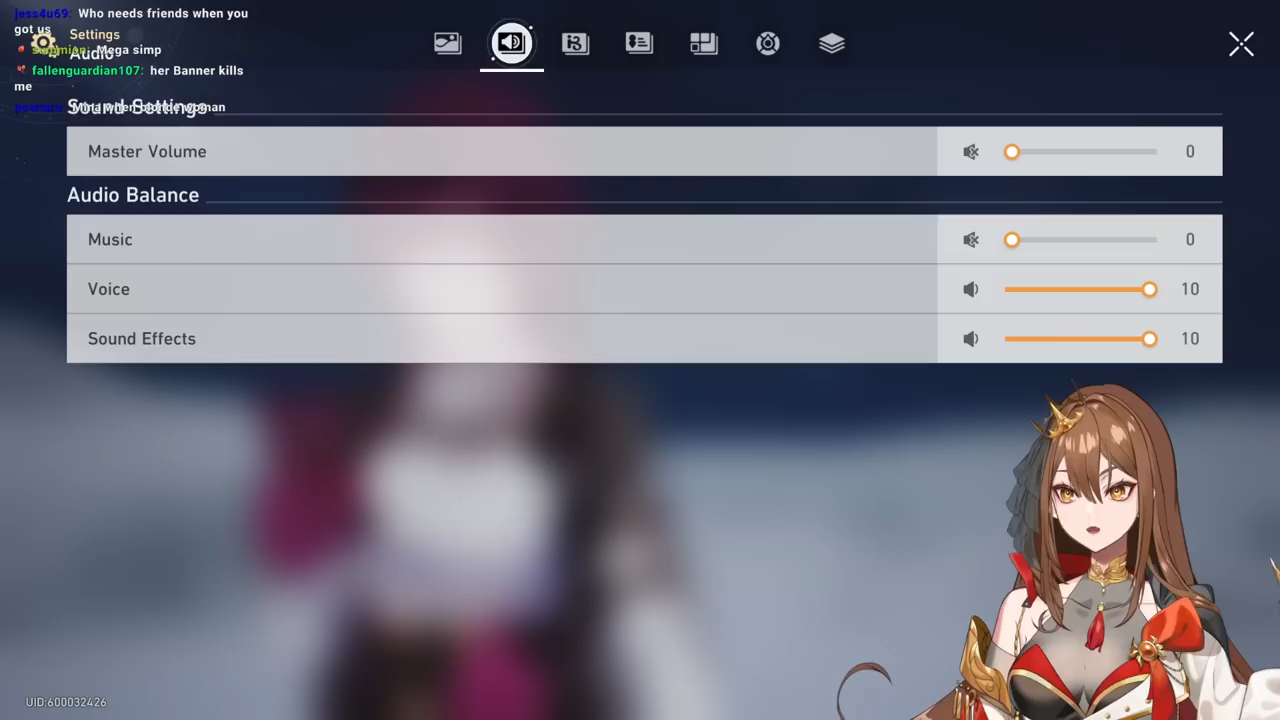 jess4u69: Who needs friends when you
got us
Settings
Audio
Mega simp
fallenguardian107: her Banner kills
me
Sound Settings
Master Volume
0
Audio Balance
Music
0
Voice
10
Sound Effects
10
UID:600032426